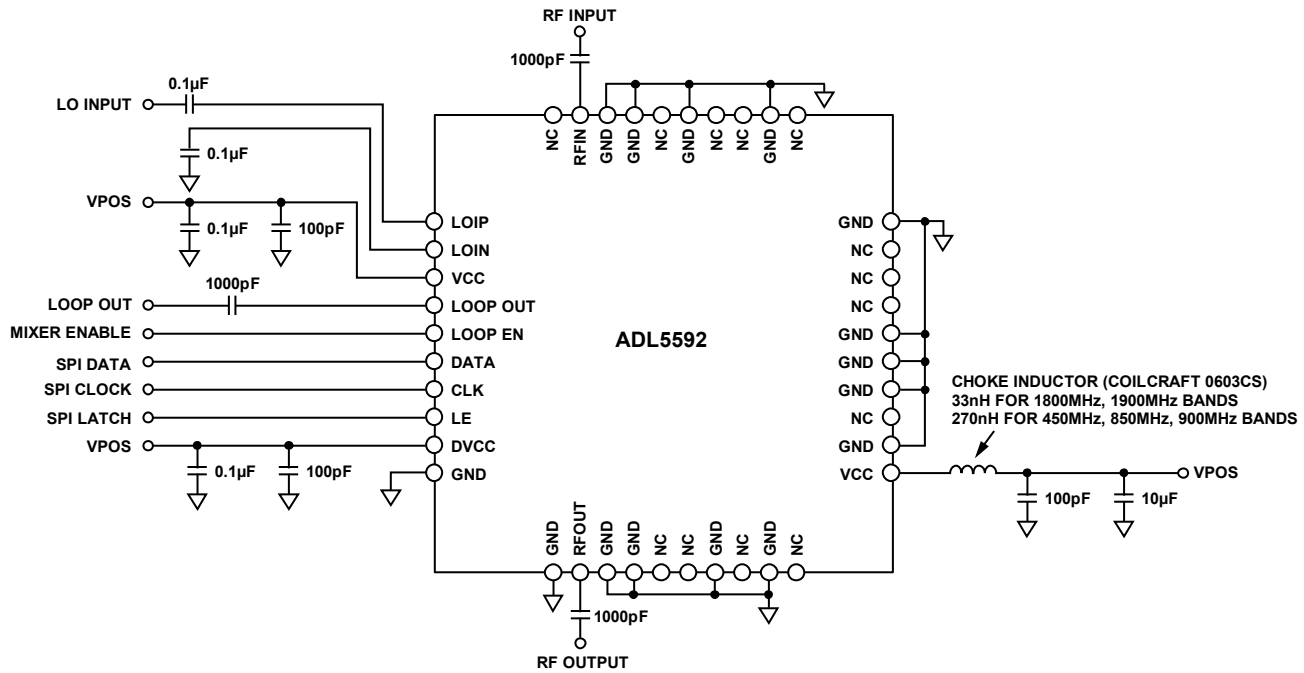 RF INPUT
1000pF
0.1µF
LO INPUT
0.1µF
VPOS
0.1µF
100pF
1000pF
LOOP OUT
MIXER ENABLE
SPI DATA
SPI CLOCK
SPI LATCH
VPOS
0.1µF
100pF
NC
RFIN
GND
GND
NC
GND
NC
NC
GND
NC
LOIP
LOIN
VCC
LOOP OUT
LOOP EN
DATA
CLK
LE
DVCC
GND
ADL5592
GND
NC
NC
NC
GND
GND
GND
NC
GND
VCC
CHOKE INDUCTOR (COILCRAFT 0603CS)
33nH FOR 1800MHz, 1900MHz BANDS
270nH FOR 450MHz, 850MHz, 900MHz BANDS
VPOS
100pF
10µF
GND
RFOUT
GND
GND
NC
NC
GND
NC
GND
NC
1000pF
RF OUTPUT